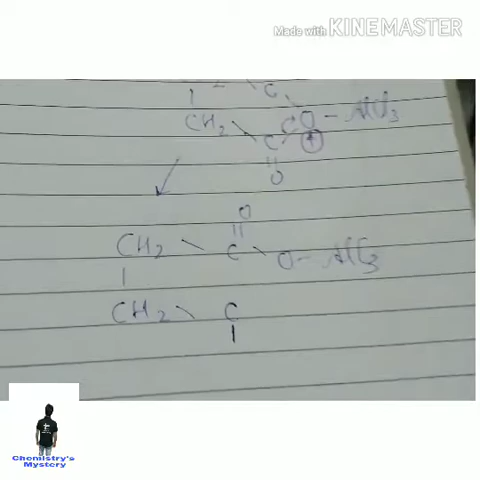 Made with KINEMASTER
C
CH2 C O - AlCl3
+
O
O
CH2 C O - AlCl3
CH2 C
Chemistry's
Mystery